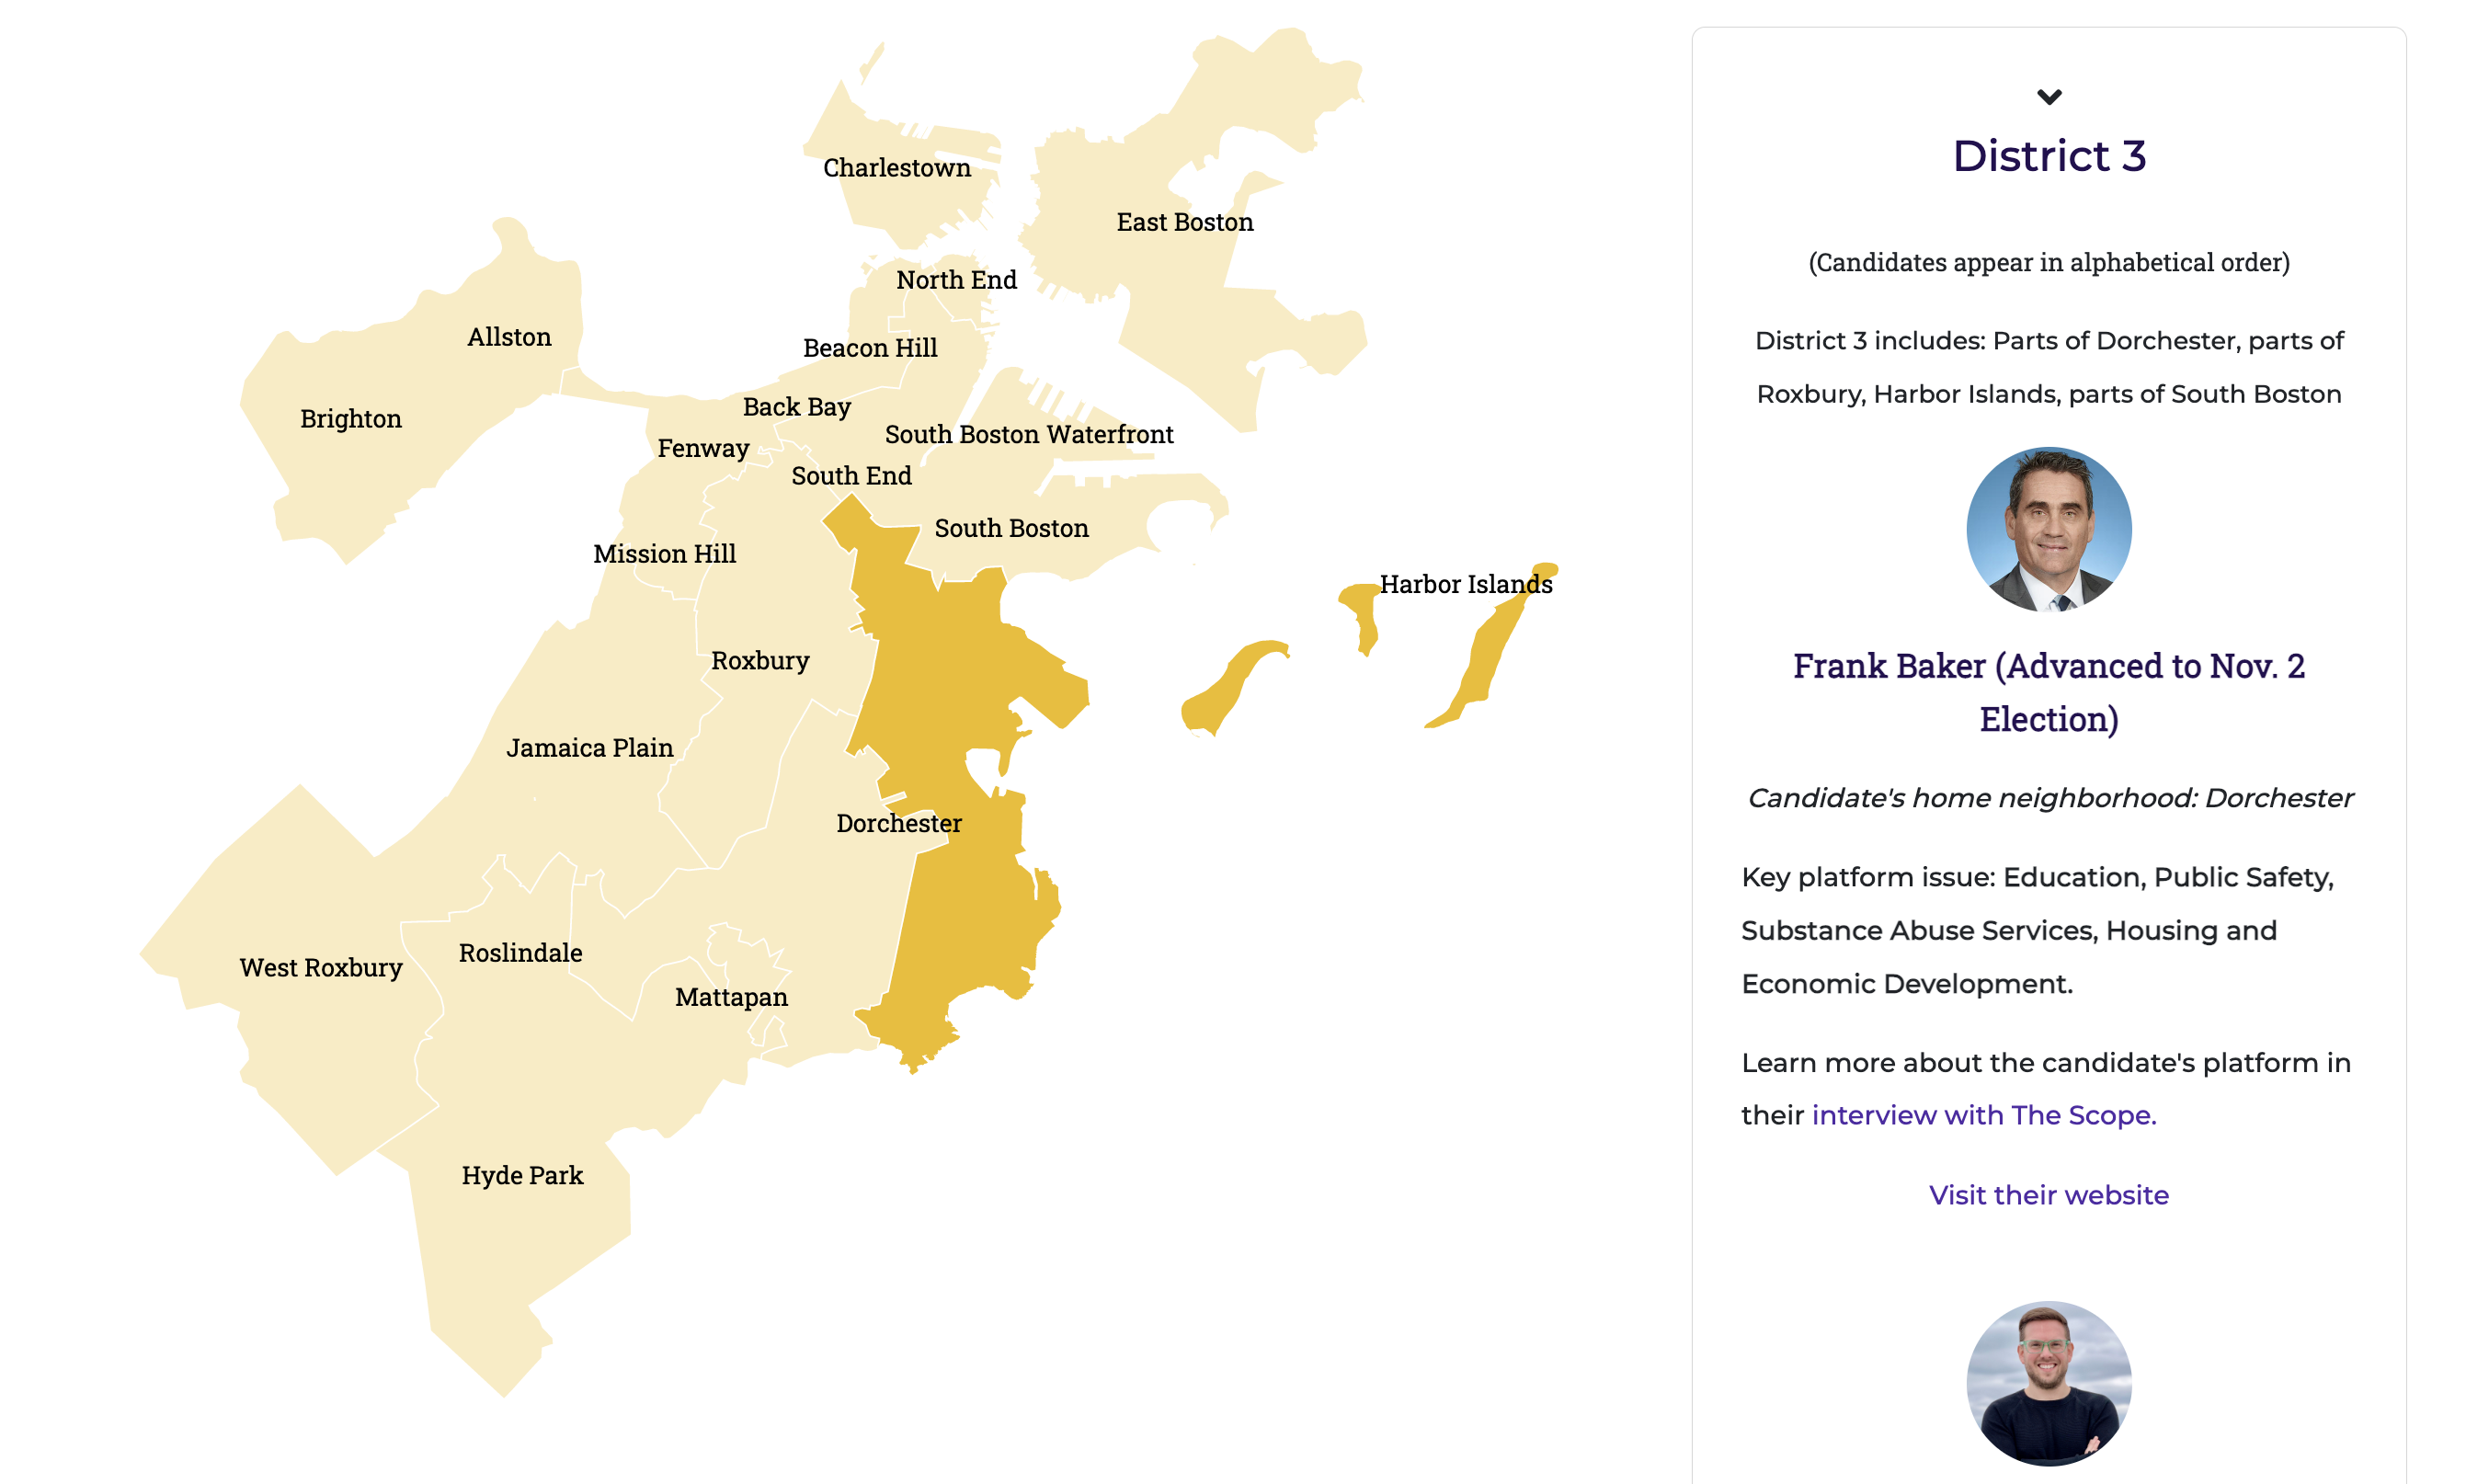 Charlestown
East Boston
North End
Allston
Beacon Hill
Back Bay
Brighton
South Boston Waterfront
Fenway
South End
South Boston
Mission Hill
Harbor Islands
Roxbury
Jamaica Plain
Dorchester
Roslindale
West Roxbury
Mattapan
Hyde Park
District 3
(Candidates appear in alphabetical order)
District 3 includes: Parts of Dorchester, parts of
Roxbury, Harbor Islands, parts of South Boston
Frank Baker (Advanced to Nov. 2
Election)
Candidate's home neighborhood: Dorchester
Key platform issue: Education, Public Safety,
Substance Abuse Services, Housing and
Economic Development.
Learn more about the candidate's platform in
their interview with The Scope.
Visit their website